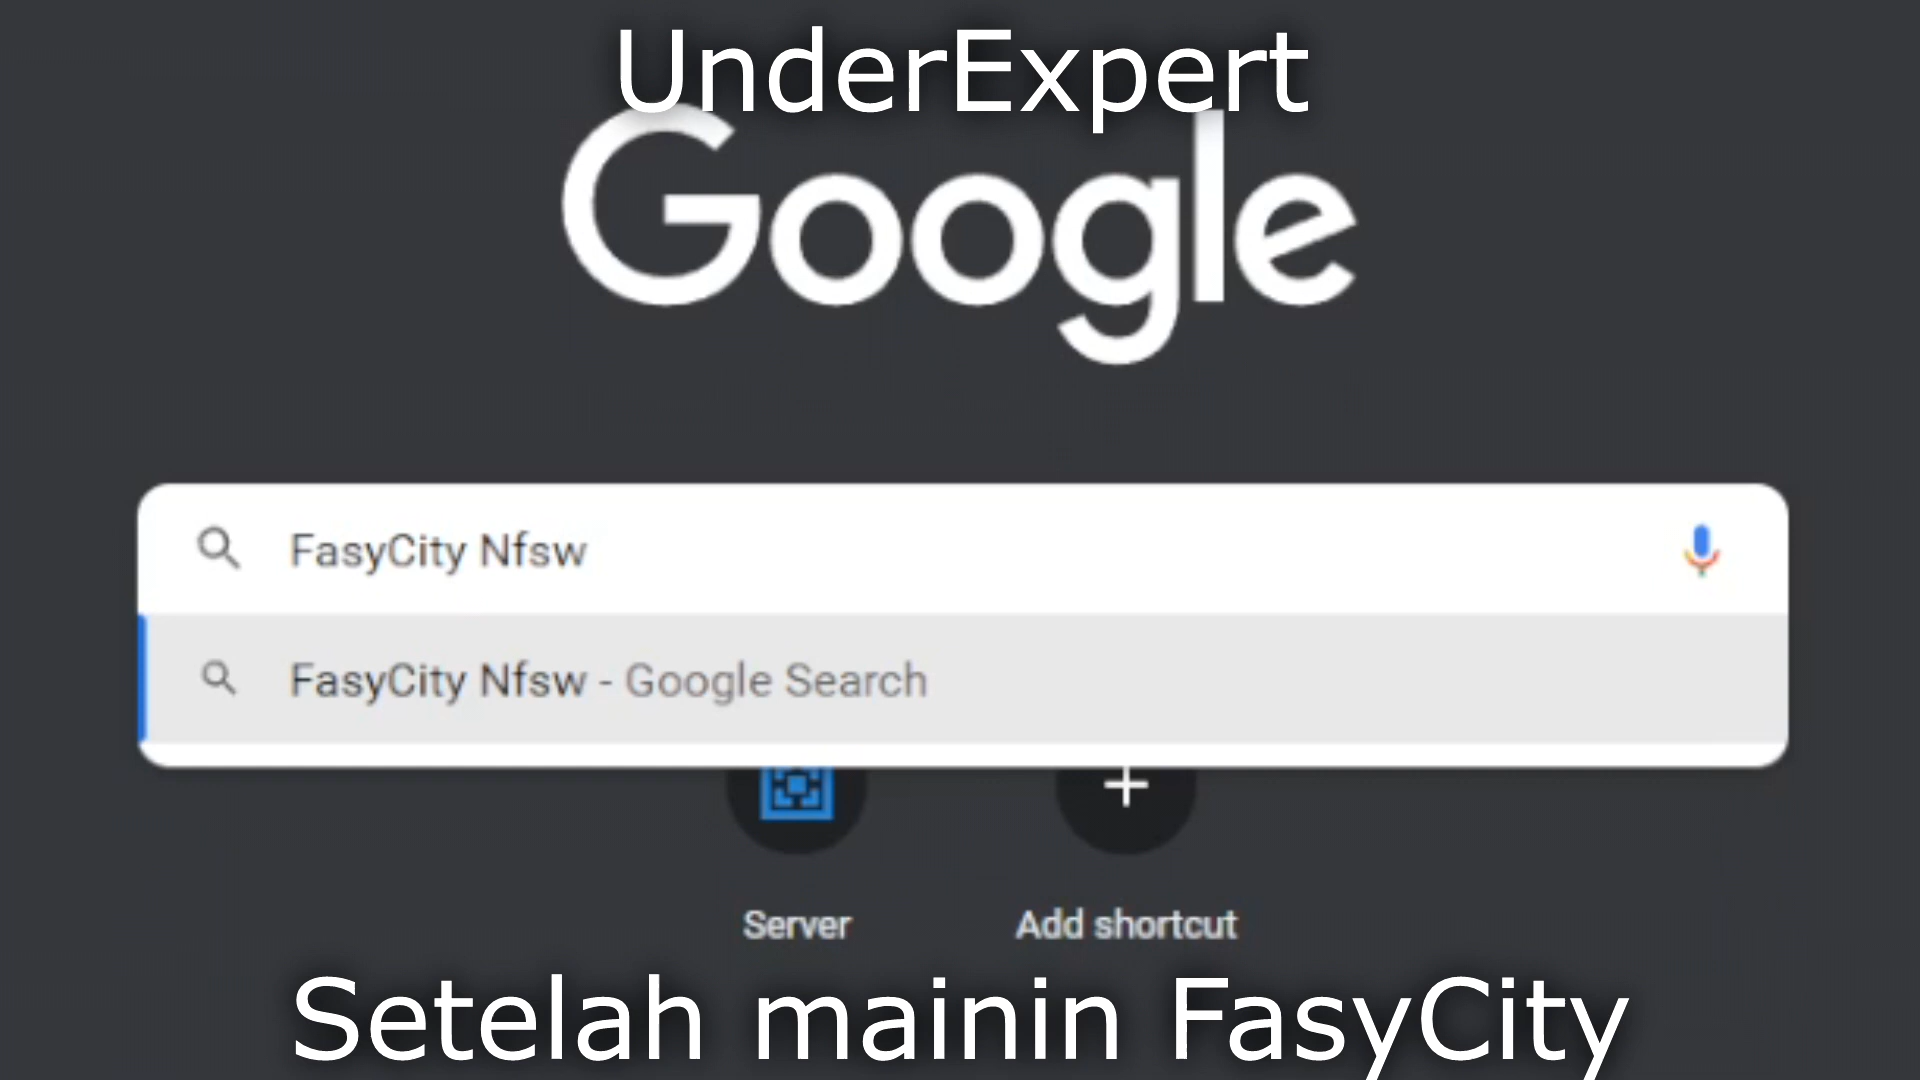 UnderExpert
Google
FasyCity Nfsw
FasyCity Nfsw - Google Search
Server
Add shortcut
Setelah mainin FasyCity